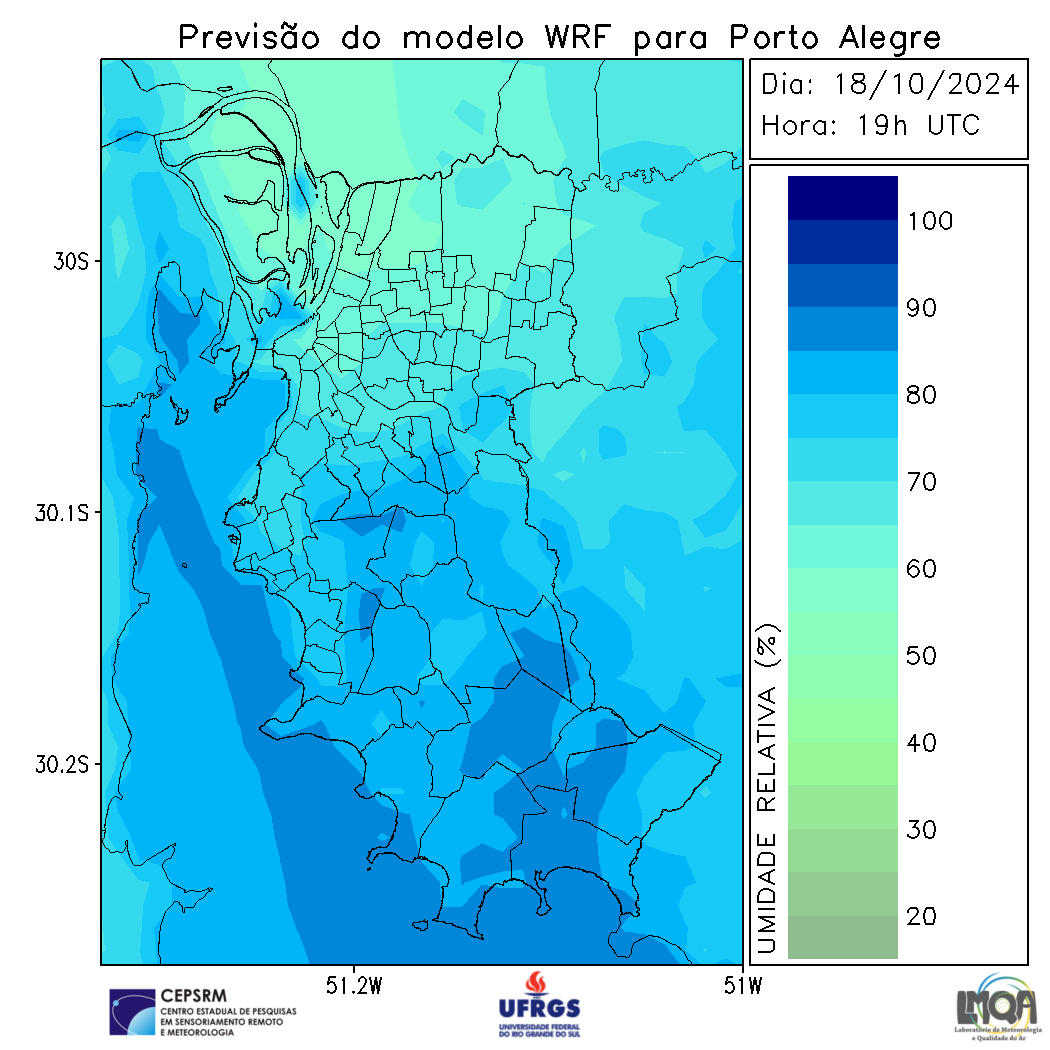 Previsão do modelo WRF para Porto Alegre
Dia: 18/10/2024
Hora: 19h UTC
100
90
80
70
60
50
40
30
20
UMIDADE RELATIVA (%)
30S
30.1S
30.2S
51.2W
51W
CEPSRM
CENTRO ESTADUAL DE PESQUISAS
EM SENSORIAMENTO REMOTO
E METEOROLOGIA
UFRGS
UNIVERSIDADE FEDERAL
DO RIO GRANDE DO SUL
LMQA
Laboratório de Meteorologia
e Qualidade do Ar